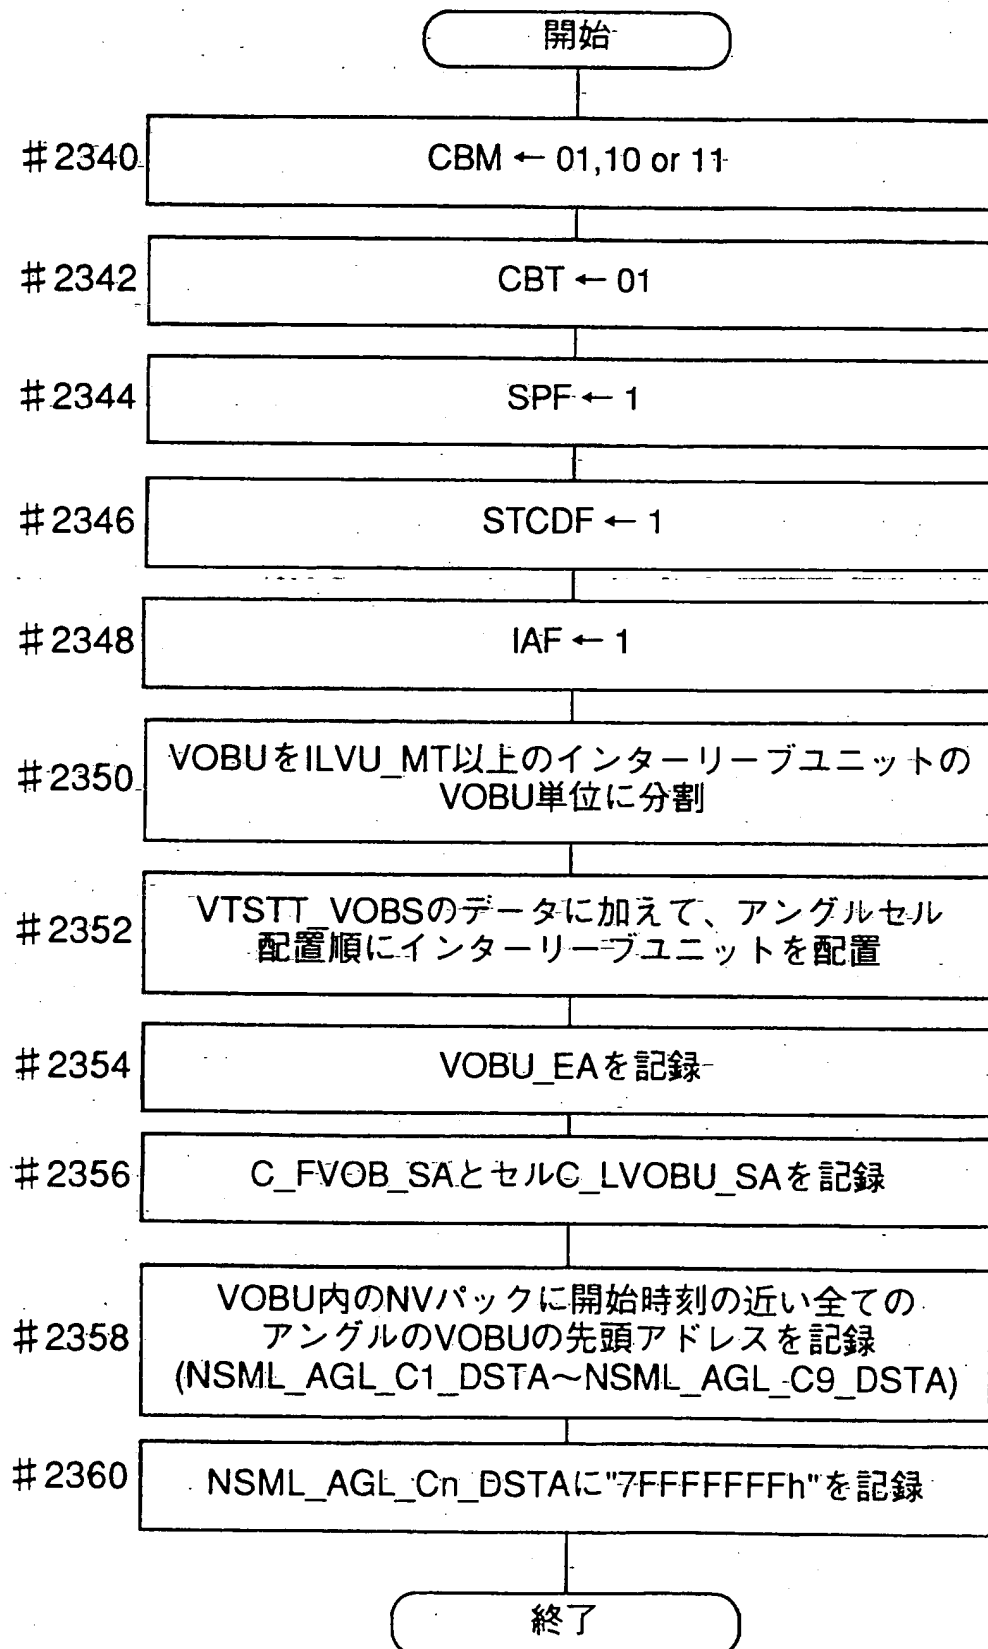 開始
#2340
CBM ← 01,10 or 11
#2342
CBT ← 01
#2344
SPF ← 1
#2346
STCDF ← 1
#2348
IAF ← 1
#2350
VOBUをILVU_MT以上のインターリーブユニットの
VOBU単位に分割
#2352
VTSTT_VOBSのデータに加えて、アングルセル
配置順にインターリーブユニットを配置
#2354
VOBU_EAを記録
#2356
C_FVOB_SAとセルC_LVOBU_SAを記録
#2358
VOBU内のNVパックに開始時刻の近い全ての
アングルのVOBUの先頭アドレスを記録
(NSML_AGL_C1_DSTA～NSML_AGL_C9_DSTA)
#2360
NSML_AGL_Cn_DSTAに"7FFFFFFFh"を記録
終了